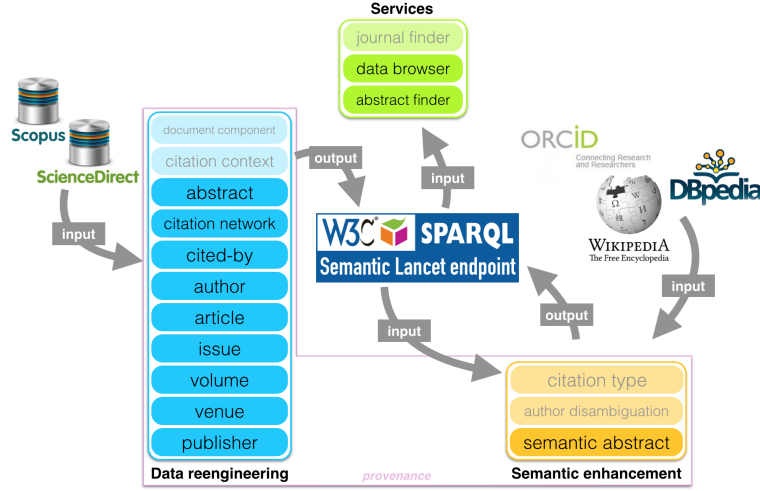 Services
journal finder
data browser
abstract finder
Scopus
ScienceDirect
input
document component
citation context
abstract
citation network
cited-by
author
article
issue
volume
venue
publisher
Data reengineering
output
input
W3C® SPARQL
Semantic Lancet endpoint
ORCiD
Connecting Research
and Researchers
DBpedia
WIKIPEDIA
The Free Encyclopedia
input
output
input
citation type
author disambiguation
semantic abstract
Semantic enhancement
provenance